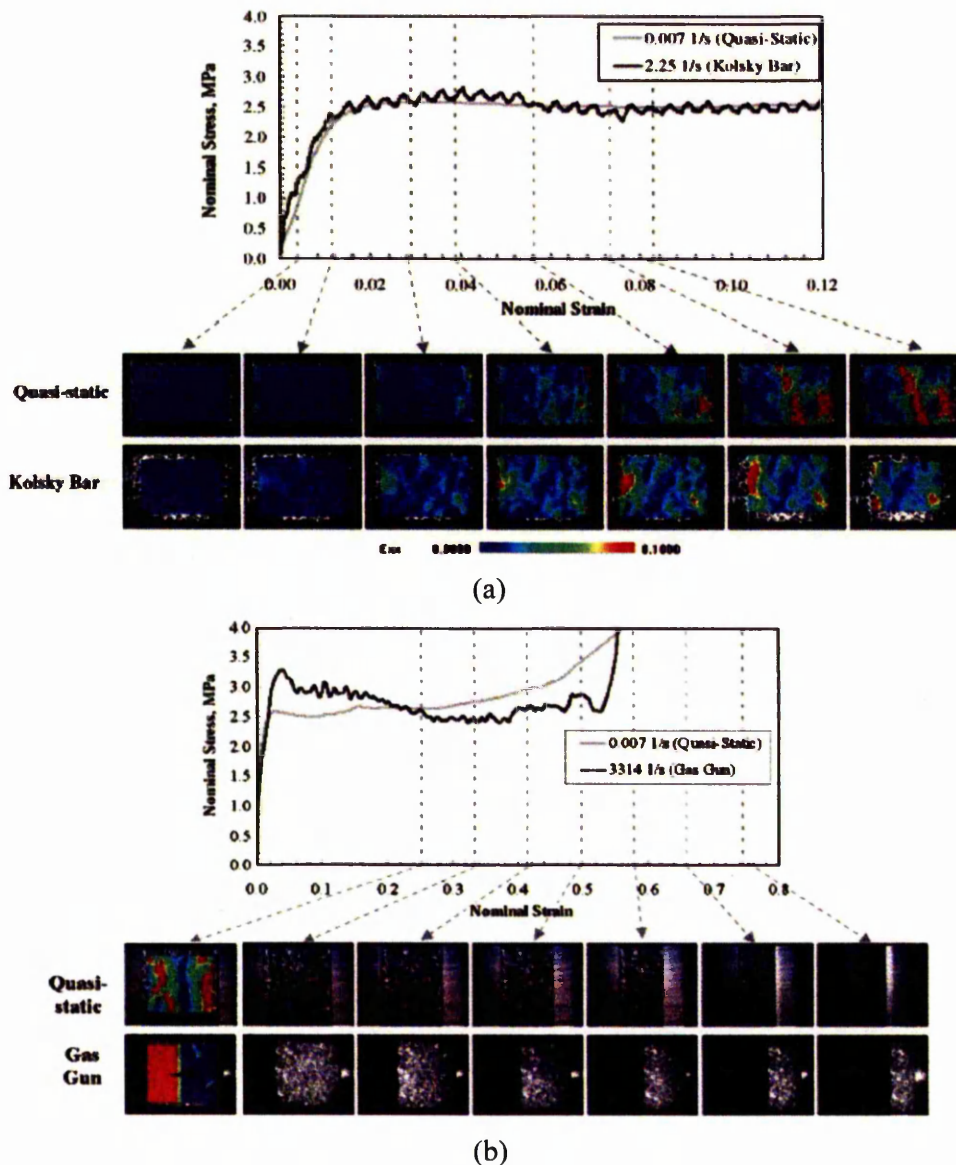 4.0
3.5
3.0
2.5
2.0
1.5
1.0
0.5
0.0
Nominal Stress, MPa
0.007 1/s (Quasi-Static)
2.25 1/s (Kolsky Bar)
0.00 0.02 0.04 0.06 0.08 0.10 0.12
Nominal Strain
Quasi-static
Kolsky Bar
Exx 0.0000 0.1000
(a)
4.0
3.5
3.0
2.5
2.0
1.5
1.0
0.5
0.0
Nominal Stress, MPa
0.007 1/s (Quasi-Static)
3314 1/s (Gas Gun)
0.0 0.1 0.2 0.3 0.4 0.5 0.6 0.7 0.8
Nominal Strain
Quasi-
static
Gas
Gun
(b)